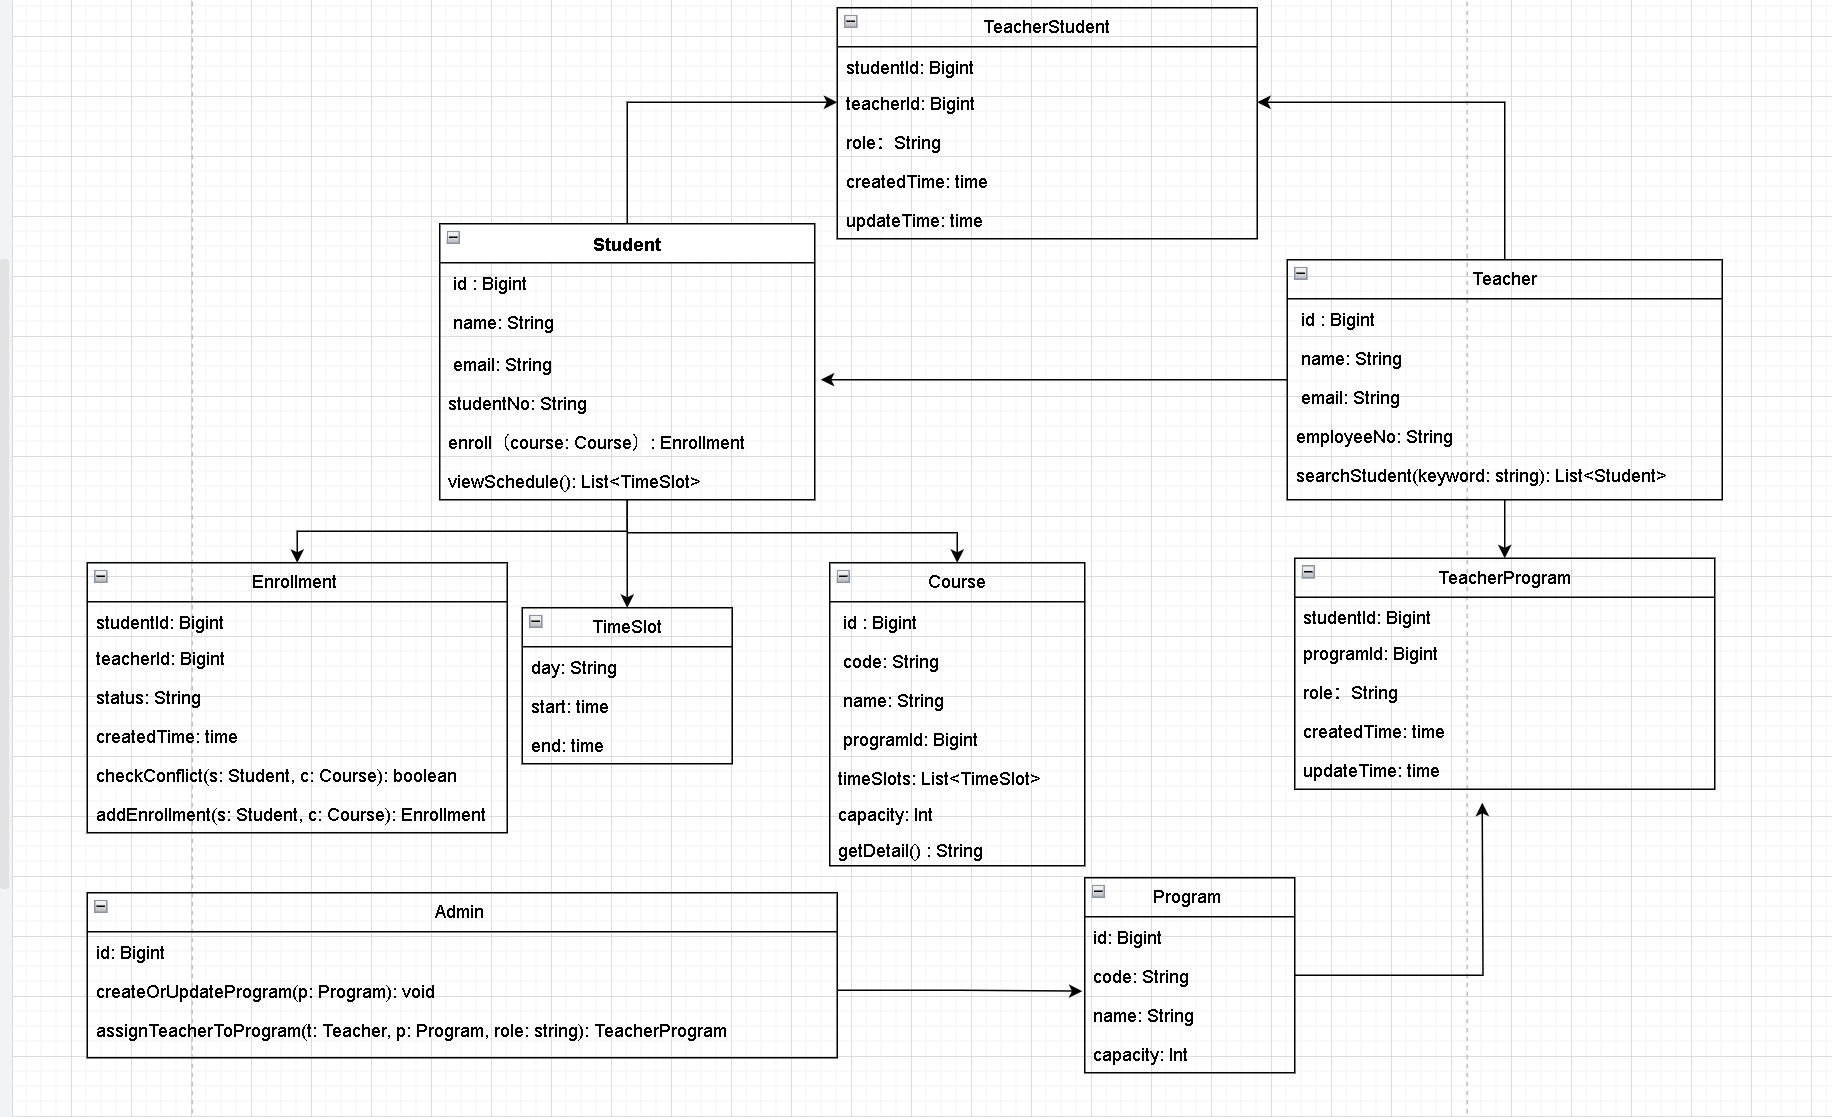 TeacherStudent
studentId: Bigint
teacherId: Bigint
role：String
createdTime: time
updateTime: time
Student
id : Bigint
name: String
email: String
studentNo: String
enroll（course: Course）: Enrollment
viewSchedule(): List<TimeSlot>
Teacher
id : Bigint
name: String
email: String
employeeNo: String
searchStudent(keyword: string): List<Student>
Enrollment
studentId: Bigint
teacherId: Bigint
status: String
createdTime: time
checkConflict(s: Student, c: Course): boolean
addEnrollment(s: Student, c: Course): Enrollment
TimeSlot
day: String
start: time
end: time
Course
id : Bigint
code: String
name: String
programId: Bigint
timeSlots: List<TimeSlot>
capacity: Int
getDetail() : String
TeacherProgram
studentId: Bigint
programId: Bigint
role：String
createdTime: time
updateTime: time
Admin
id: Bigint
createOrUpdateProgram(p: Program): void
assignTeacherToProgram(t: Teacher, p: Program, role: string): TeacherProgram
Program
id: Bigint
code: String
name: String
capacity: Int